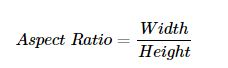 Aspect Ratio = Width / Height